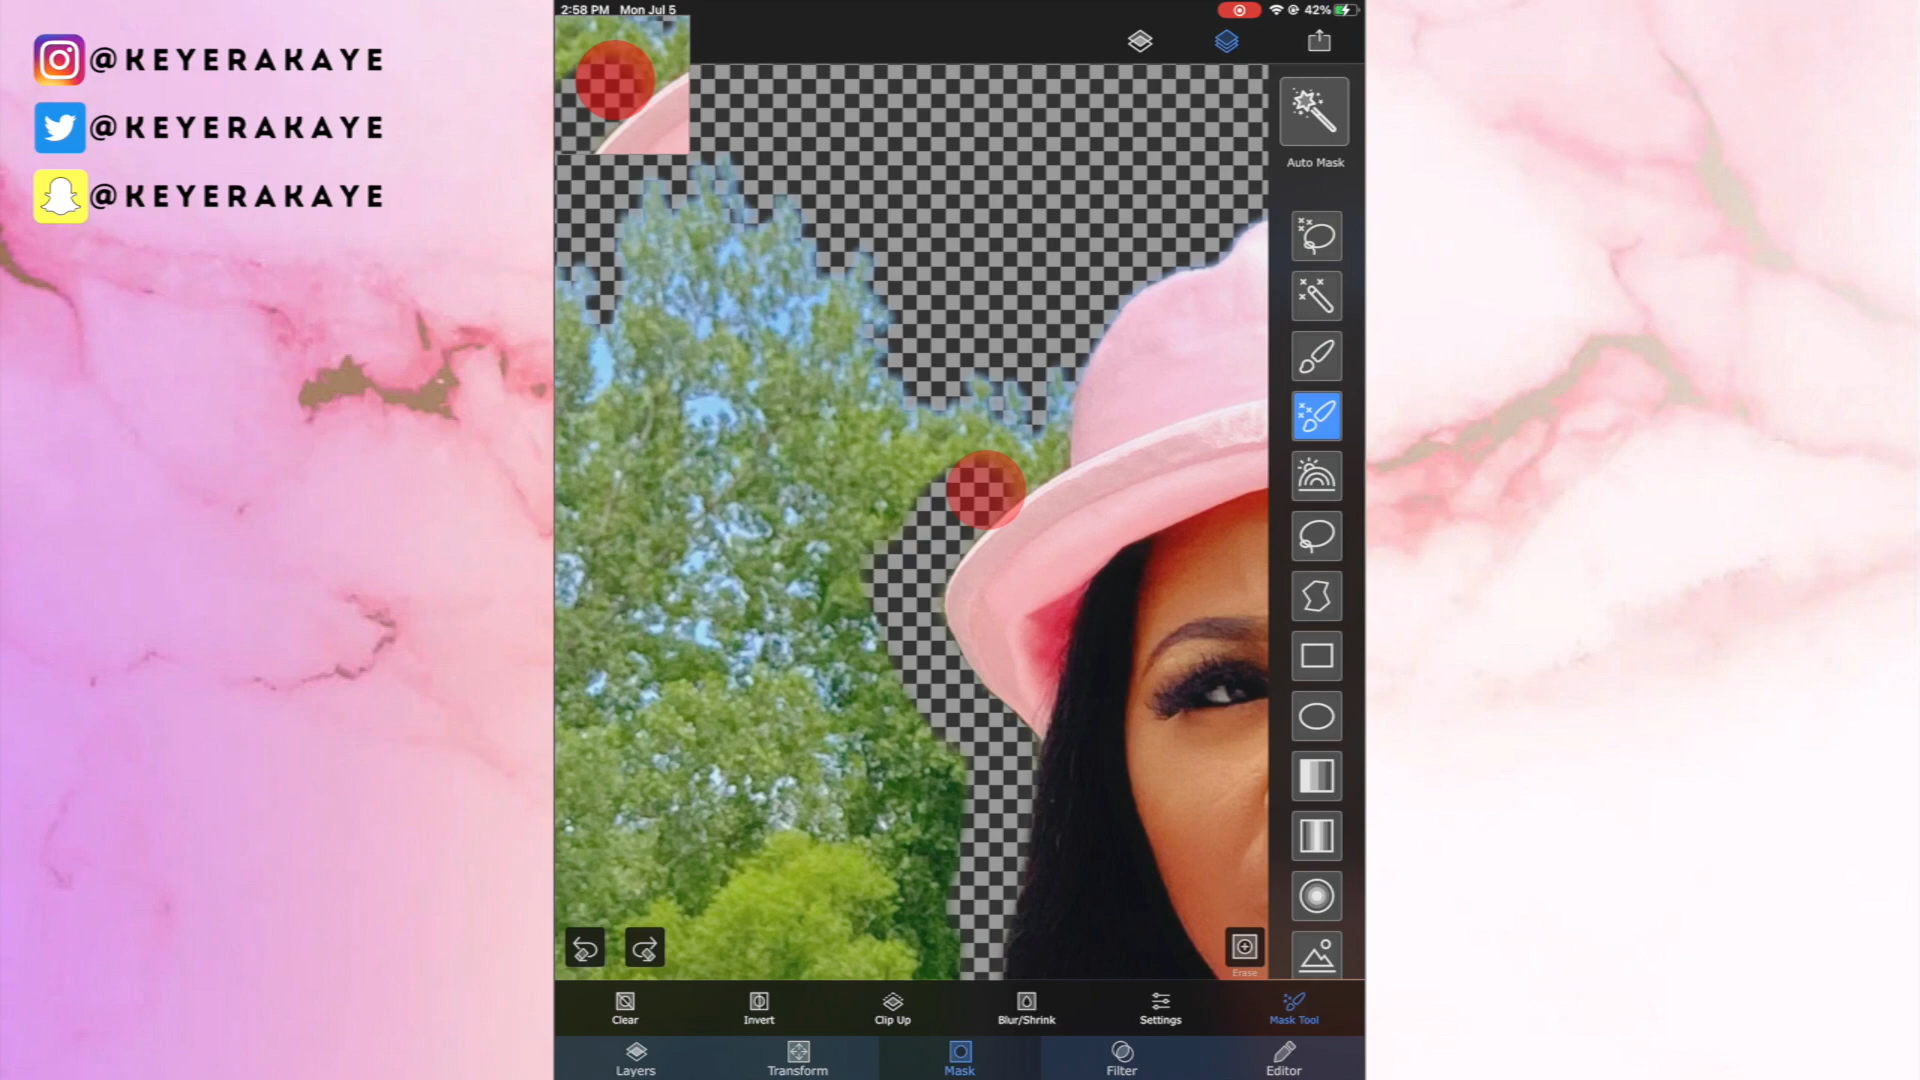 @KEYERAKAYE
@KEYERAKAYE
@KEYERAKAYE
2:58 PM Mon Jul 5
42%
Auto Mask
Erase
Clear Invert Clip Up Blur/Shrink Settings Mask Tool
Layers Transform Mask Filter Editor